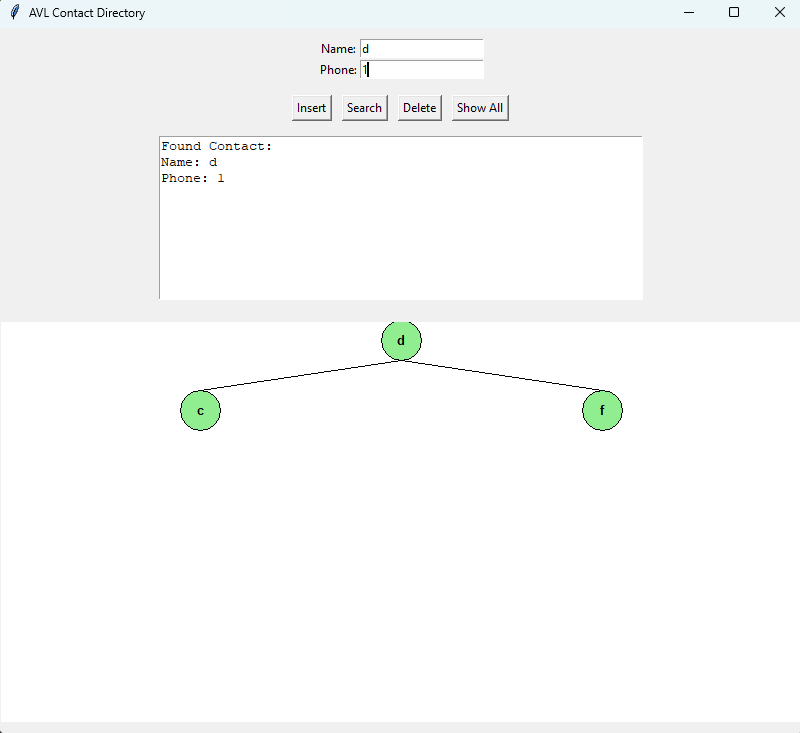 AVL Contact Directory
Name: d
Phone: 1
Insert Search Delete Show All
Found Contact:
Name: d
Phone: 1
d
c f